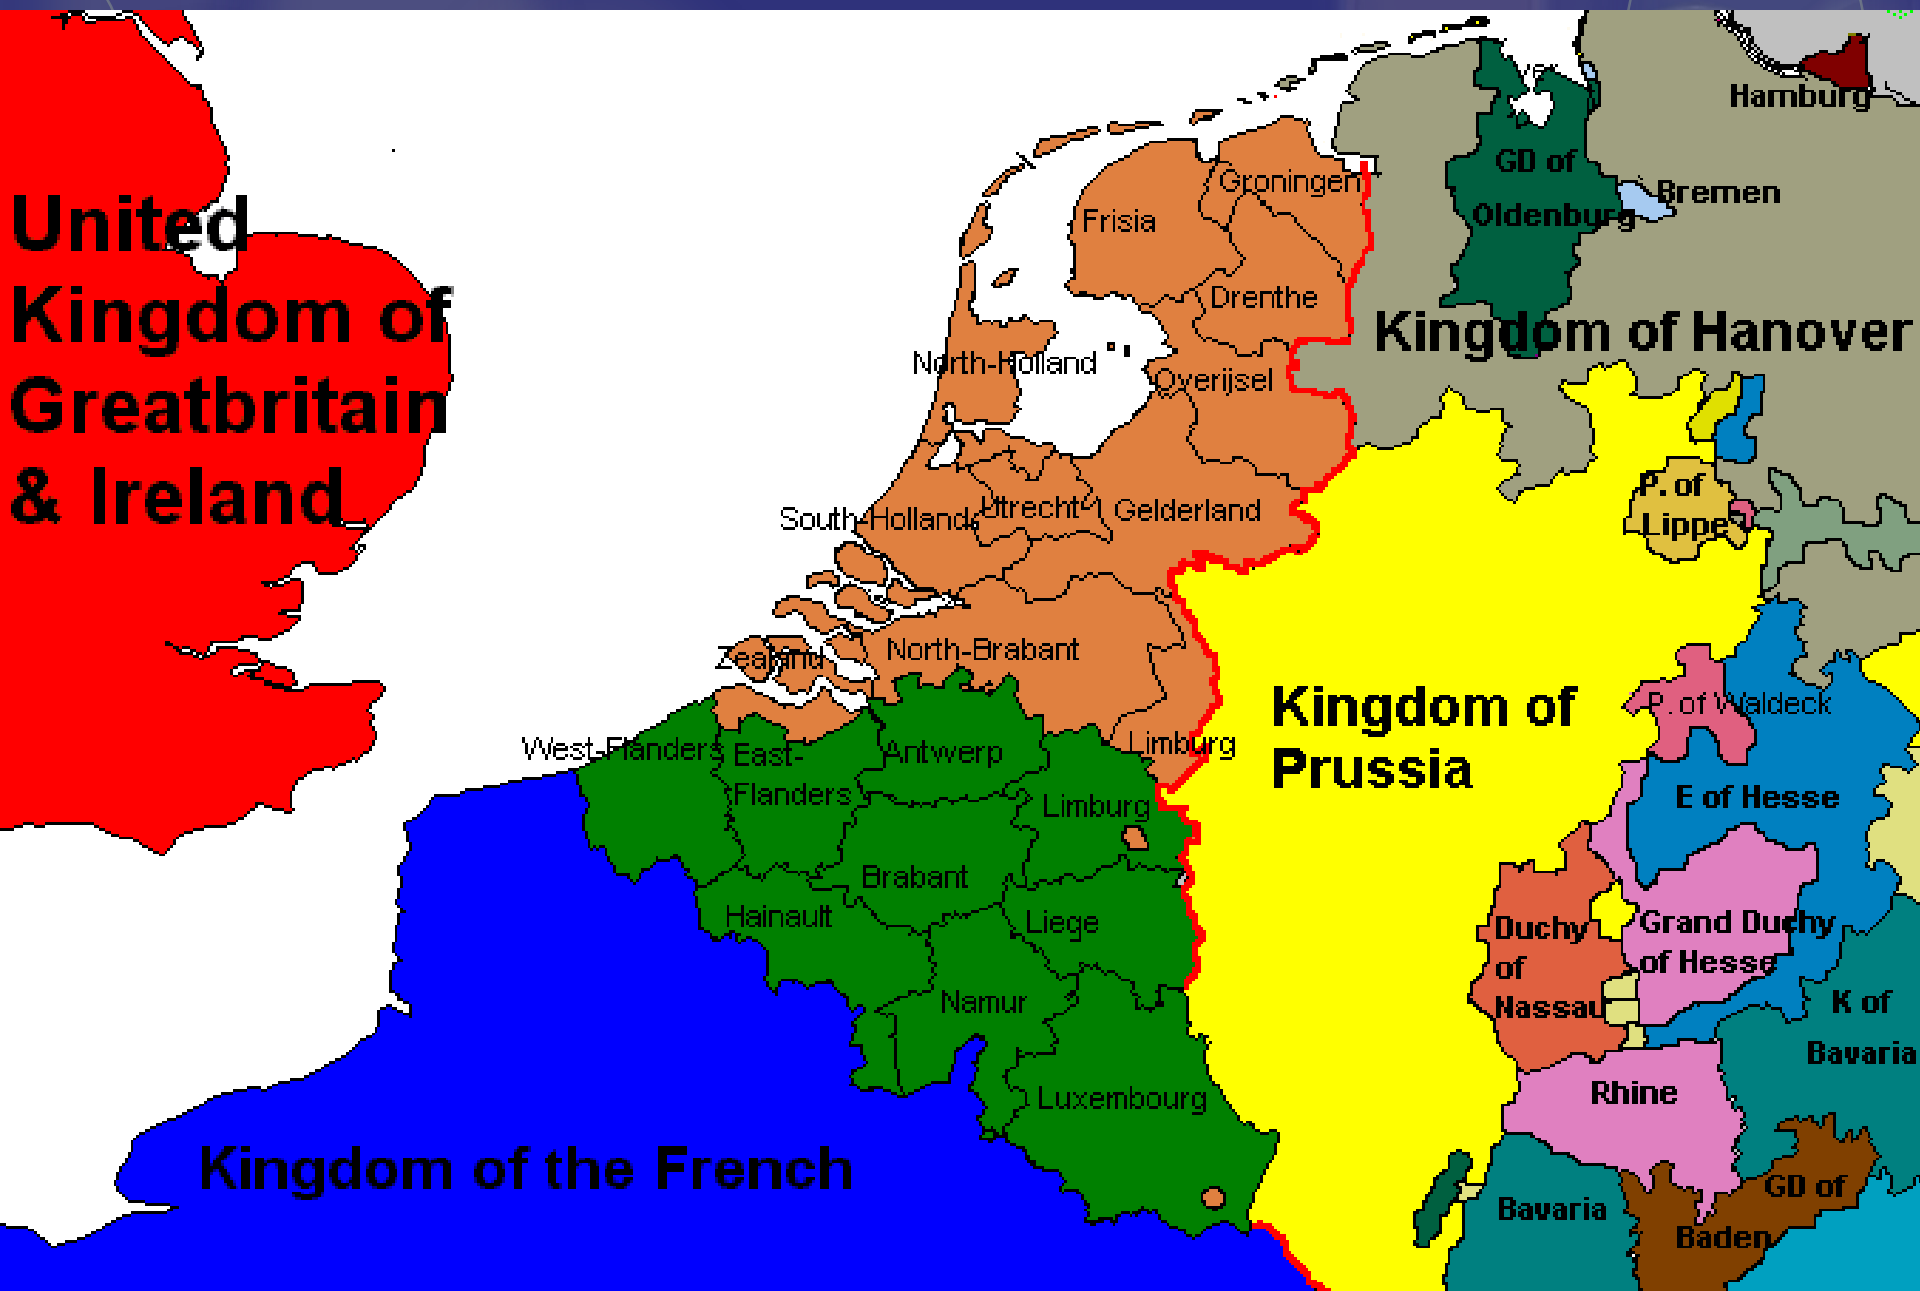 United
Kingdom of
Greatbritain
& Ireland
Hamburg
ver
GD of
Oldenburg
Bremen
Groningen
Frisia
Drenthe
Kingdom of Hanover
North-Holland
Overijsel
P. of
Lippe
South-Holland
Utrecht
Gelderland
Zealand
North-Brabant
Kingdom of
Prussia
P. of Waldeck
West-Flanders
East-
Flanders
Antwerp
Limburg
Limburg
E of Hesse
Brabant
Hainault
Liege
Duchy
of
Nassau
Grand Duchy
of Hesse
Namur
K of
Bavaria
Luxembourg
Rhine
Kingdom of the French
Bavaria
GD of
Baden